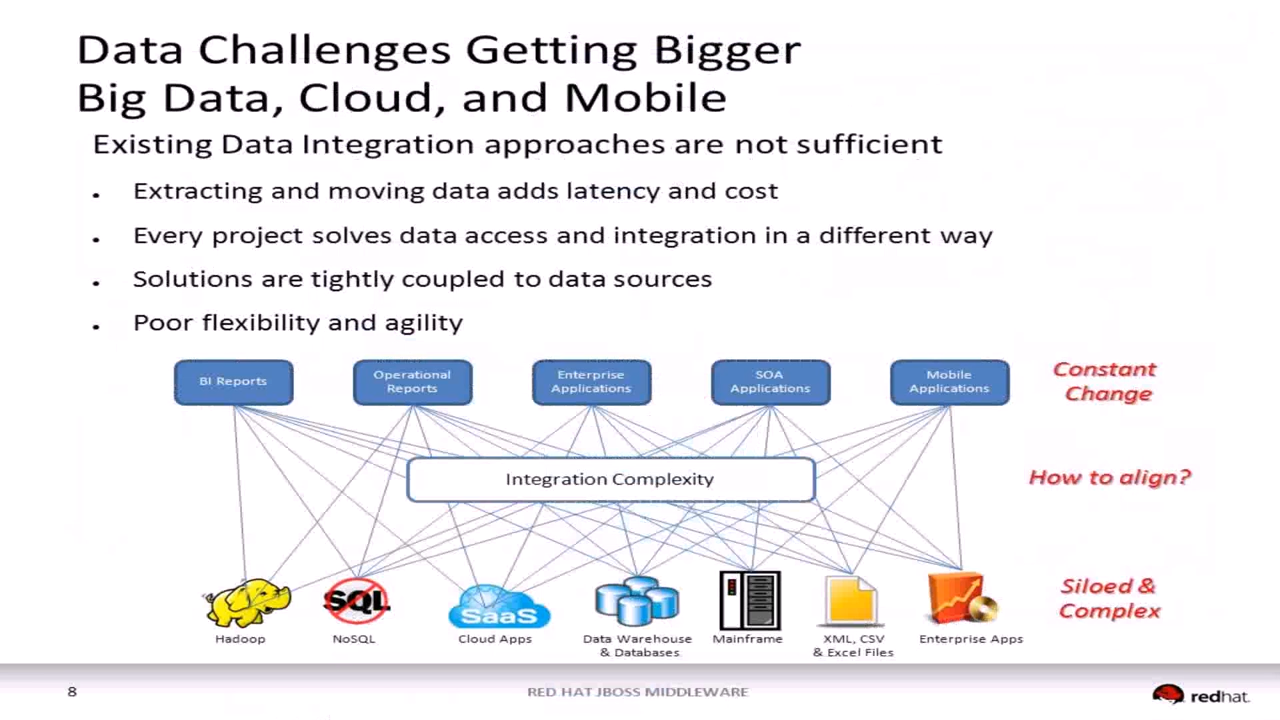 Data Challenges Getting Bigger
Big Data, Cloud, and Mobile
Existing Data Integration approaches are not sufficient
• Extracting and moving data adds latency and cost
• Every project solves data access and integration in a different way
• Solutions are tightly coupled to data sources
• Poor flexibility and agility
BI Reports
Operational
Reports
Enterprise
Applications
SOA
Applications
Mobile
Applications
Constant
Change
Integration Complexity
How to align?
SQL
SaaS
Siloed &
Complex
Hadoop
NoSQL
Cloud Apps
Data Warehouse
& Databases
Mainframe
XML, CSV
& Excel Files
Enterprise Apps
8
RED HAT JBOSS MIDDLEWARE
redhat.